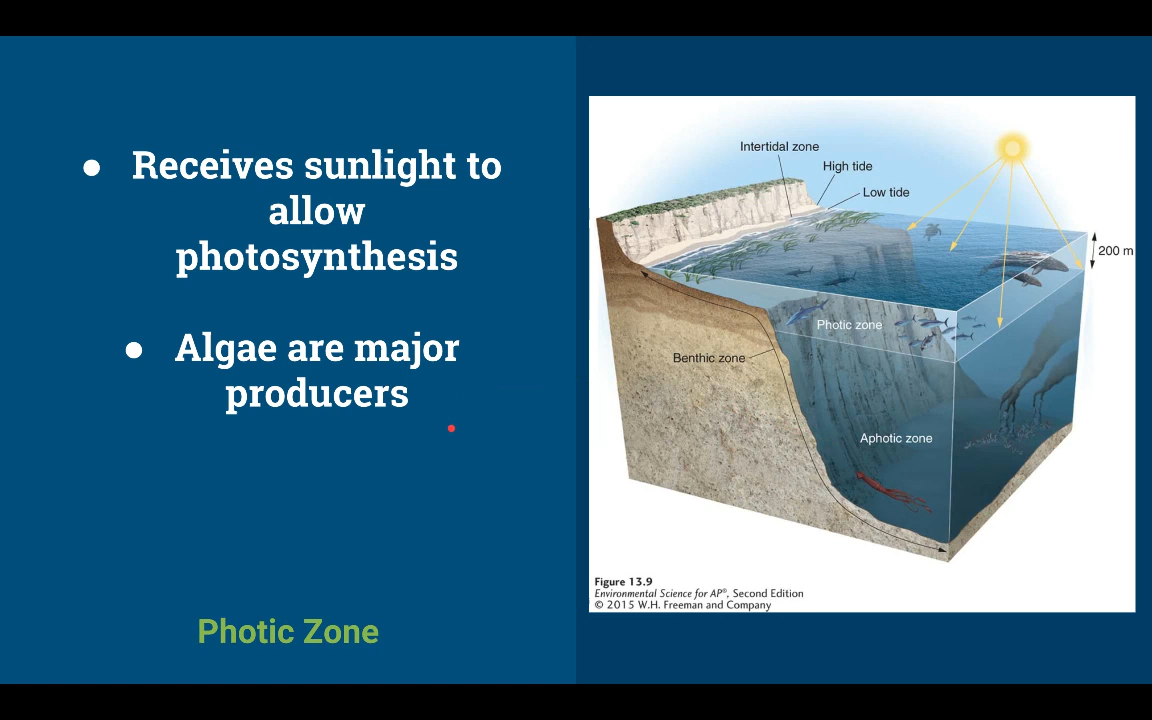 ● Receives sunlight to
allow
photosynthesis
● Algae are major
producers
Photic Zone
Intertidal zone
High tide
Low tide
200 m
Photic zone
Benthic zone
Aphotic zone
Figure 13.9
Environmental Science for AP®, Second Edition
© 2015 W.H. Freeman and Company